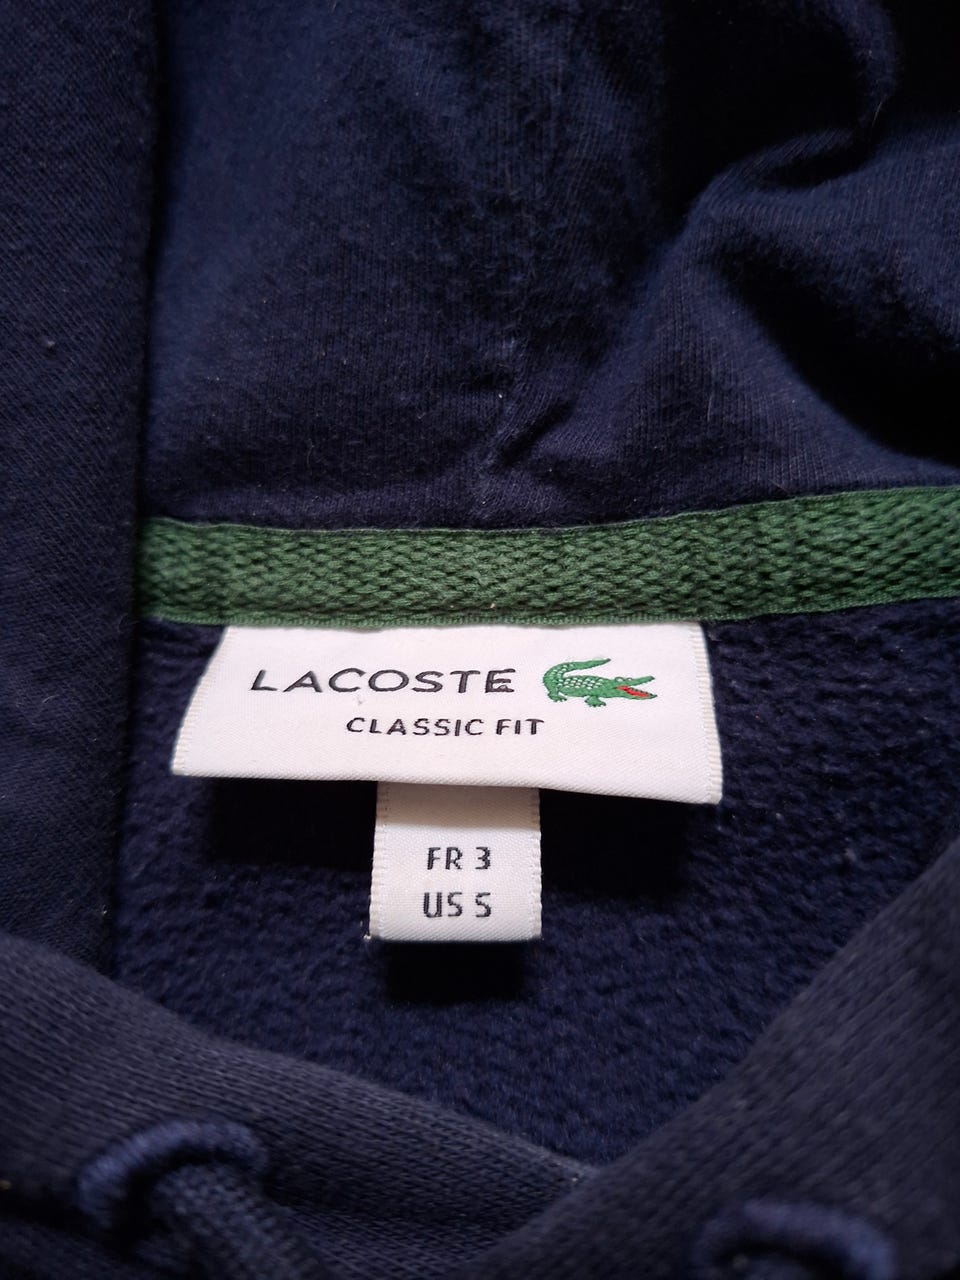 LACOSTE
CLASSIC FIT
FR 3
US S